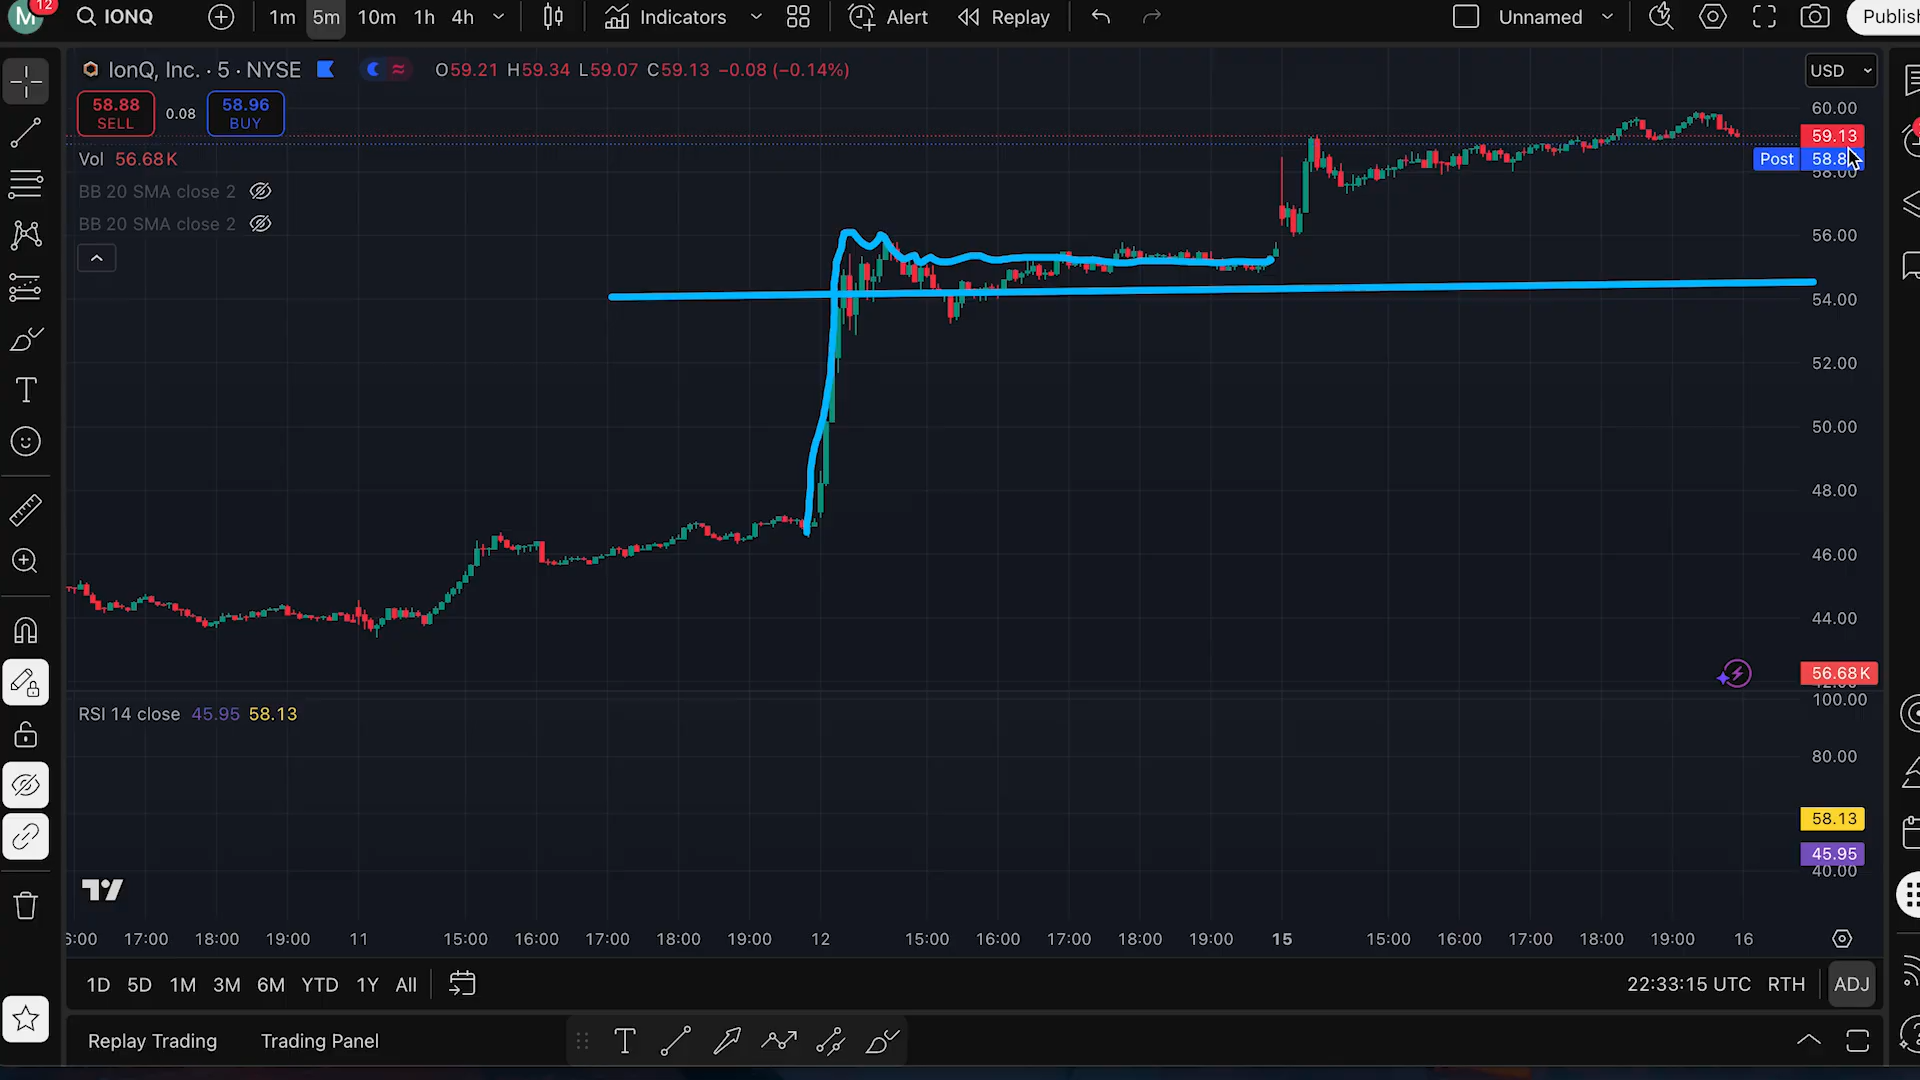 M 12 IONQ 1m 5m 10m 1h 4h Indicators Alert Replay Unnamed Publish
IonQ, Inc. · 5 · NYSE O59.21 H59.34 L59.07 C59.13 −0.08 (−0.14%) USD
58.88 SELL 0.08 58.96 BUY
Vol 56.68K
BB 20 SMA close 2
BB 20 SMA close 2
60.00
59.13
Post 58.8
58.00
56.00
54.00
52.00
50.00
48.00
46.00
44.00
56.68K
RSI 14 close 45.95 58.13
100.00
80.00
58.13
45.95
40.00
17:00 18:00 19:00 11 15:00 16:00 17:00 18:00 19:00 12 15:00 16:00 17:00 18:00 19:00 15 15:00 16:00 17:00 18:00 19:00 16
1D 5D 1M 3M 6M YTD 1Y All 22:33:15 UTC RTH ADJ
Replay Trading Trading Panel